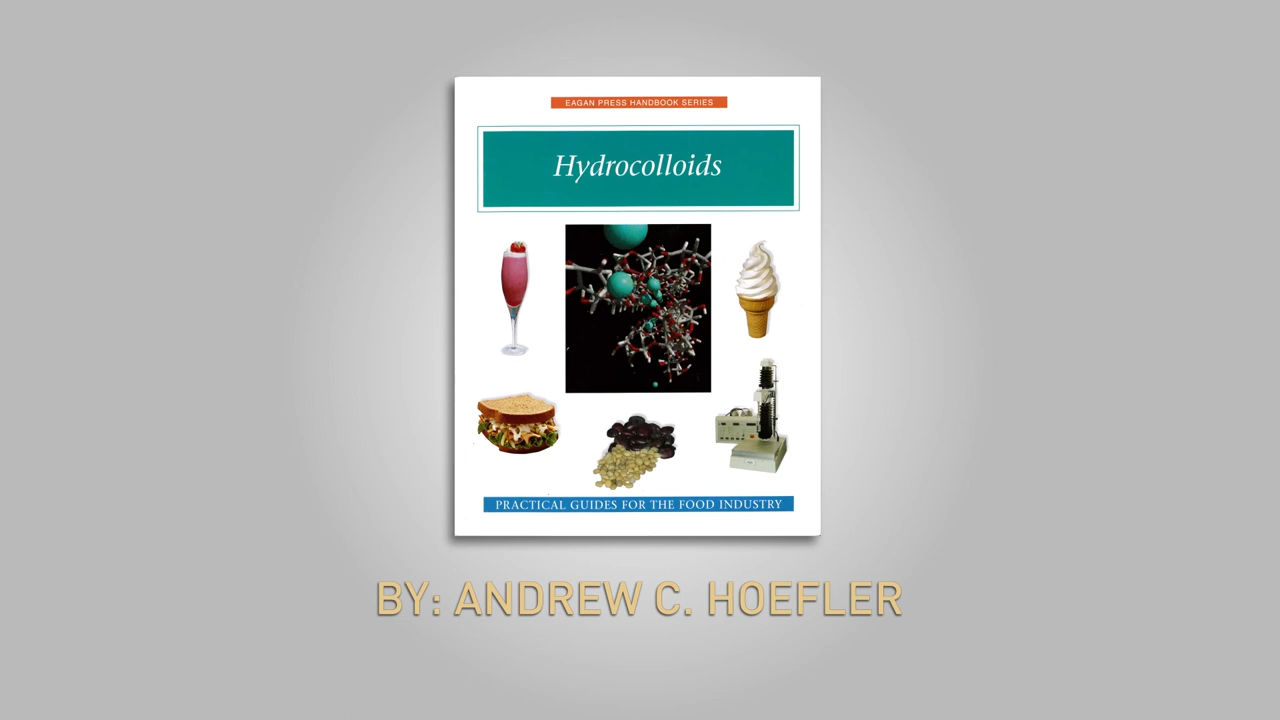 EAGAN PRESS HANDBOOK SERIES
Hydrocolloids
PRACTICAL GUIDES FOR THE FOOD INDUSTRY
BY: ANDREW C. HOEFLER